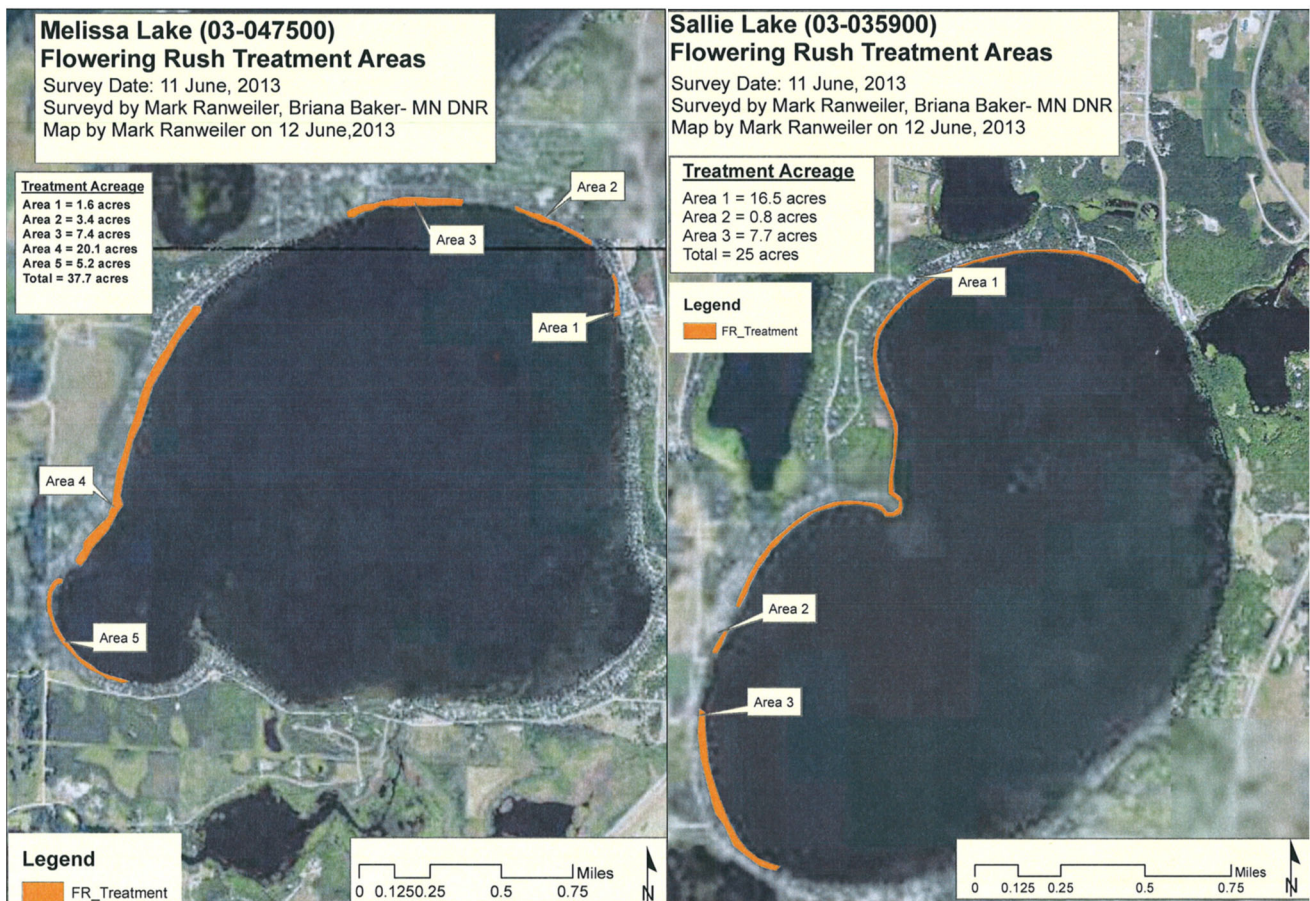 Melissa Lake (03-047500)
Flowering Rush Treatment Areas
Survey Date: 11 June, 2013
Surveyd by Mark Ranweiler, Briana Baker- MN DNR
Map by Mark Ranweiler on 12 June,2013
Treatment Acreage
Area 1 = 1.6 acres
Area 2 = 3.4 acres
Area 3 = 7.4 acres
Area 4 = 20.1 acres
Area 5 = 5.2 acres
Total = 37.7 acres
Area 2
Area 3
Area 1
Area 4
Area 5
Legend
FR_Treatment
Miles
0 0.1250.25 0.5 0.75
N
Sallie Lake (03-035900)
Flowering Rush Treatment Areas
Survey Date: 11 June, 2013
Surveyd by Mark Ranweiler, Briana Baker- MN DNR
Map by Mark Ranweiler on 12 June, 2013
Treatment Acreage
Area 1 = 16.5 acres
Area 2 = 0.8 acres
Area 3 = 7.7 acres
Total = 25 acres
Legend
FR_Treatment
Area 1
Area 2
Area 3
Miles
0 0.125 0.25 0.5 0.75
N